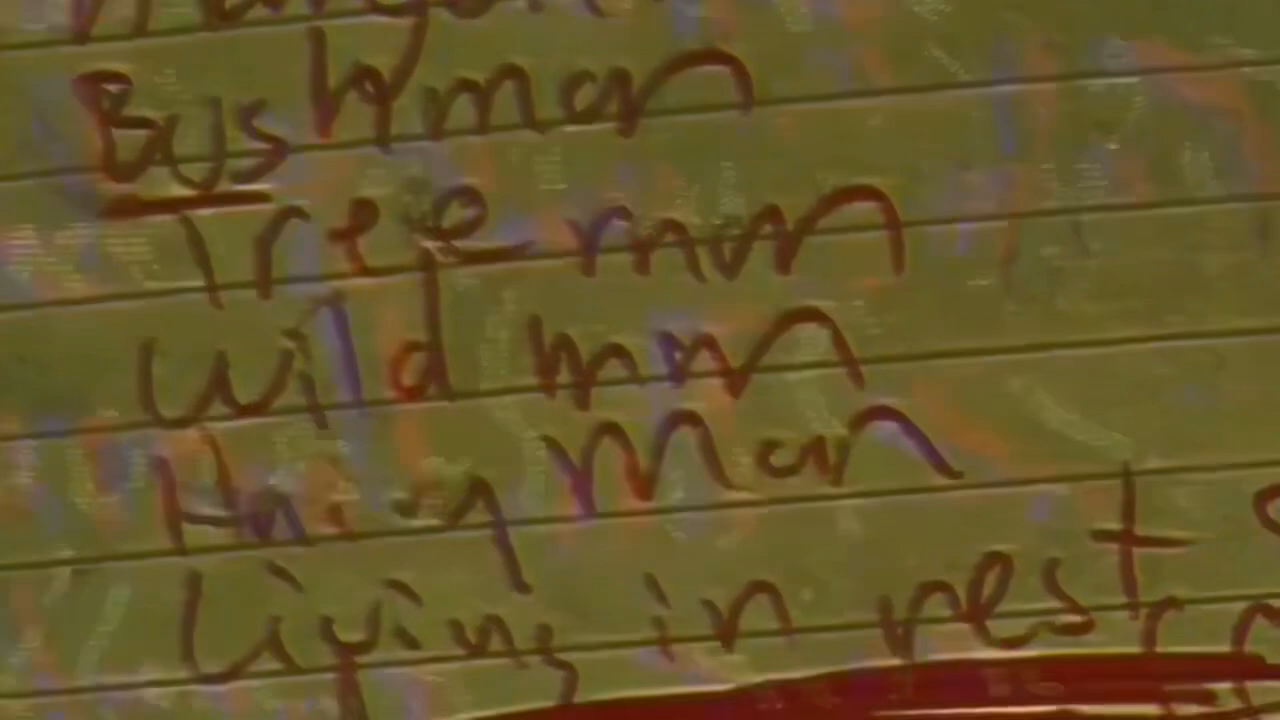 Bushman
Tree man
wild man
Hairy Man
Living in nest